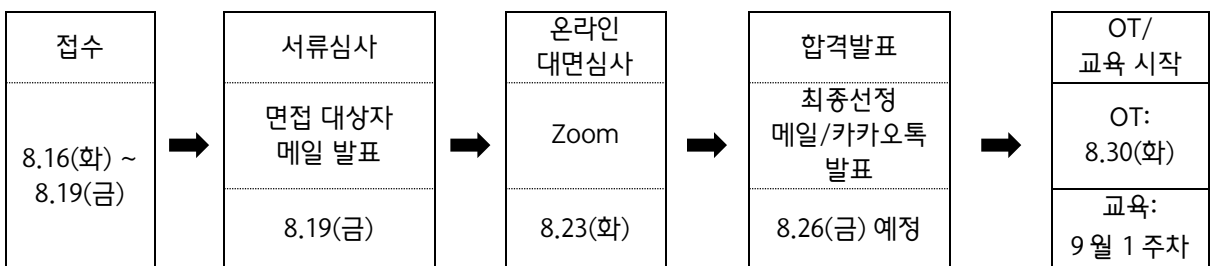 접수
8.16(화) ~
8.19(금)
서류심사
면접 대상자
메일 발표
8.19(금)
온라인
대면심사
Zoom
8.23(화)
합격발표
최종선정
메일/카카오톡
발표
8.26(금) 예정
OT/
교육 시작
OT:
8.30(화)
교육:
9월 1주차